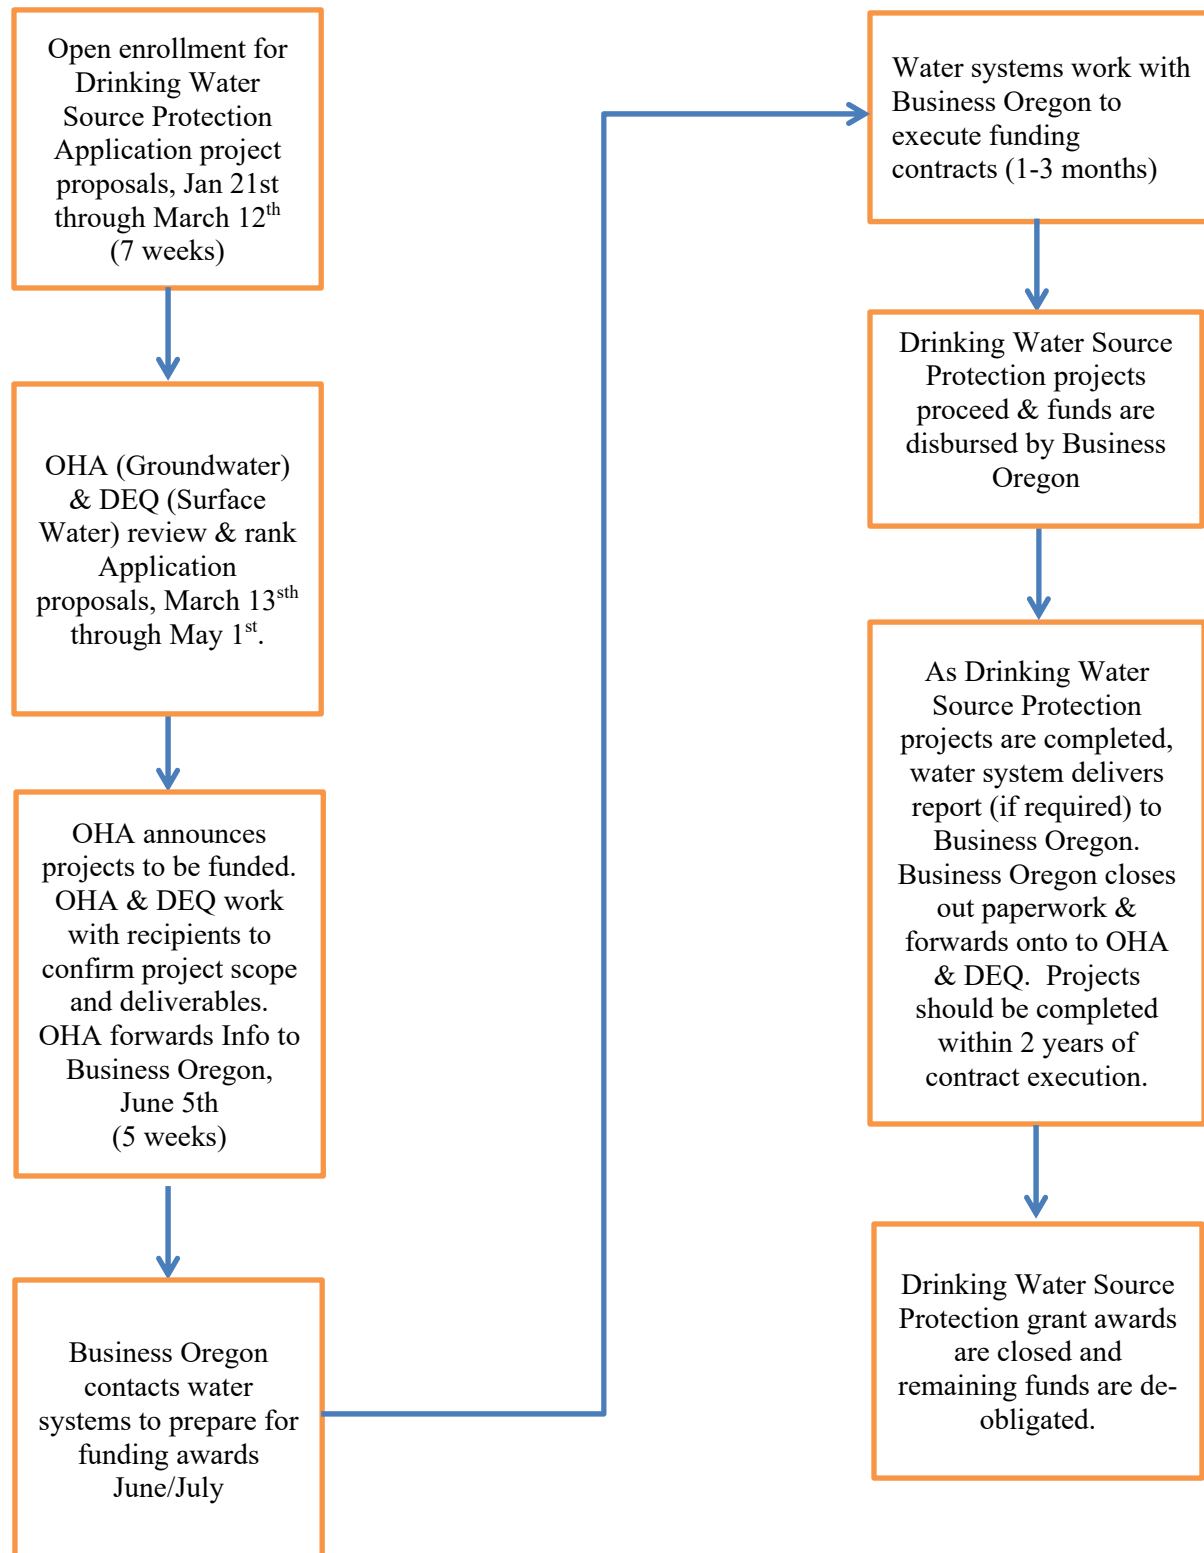 Open enrollment for
Drinking Water
Source Protection
Application project
proposals, Jan 21st
through March 12th
(7 weeks)
OHA (Groundwater)
& DEQ (Surface
Water) review & rank
Application
proposals, March 13sth
through May 1st.
OHA announces
projects to be funded.
OHA & DEQ work
with recipients to
confirm project scope
and deliverables.
OHA forwards Info to
Business Oregon,
June 5th
(5 weeks)
Business Oregon
contacts water
systems to prepare for
funding awards
June/July
Water systems work with
Business Oregon to
execute funding
contracts (1-3 months)
Drinking Water Source
Protection projects
proceed & funds are
disbursed by Business
Oregon
As Drinking Water
Source Protection
projects are completed,
water system delivers
report (if required) to
Business Oregon.
Business Oregon closes
out paperwork &
forwards onto to OHA
& DEQ.  Projects
should be completed
within 2 years of
contract execution.
Drinking Water Source
Protection grant awards
are closed and
remaining funds are de-
obligated.